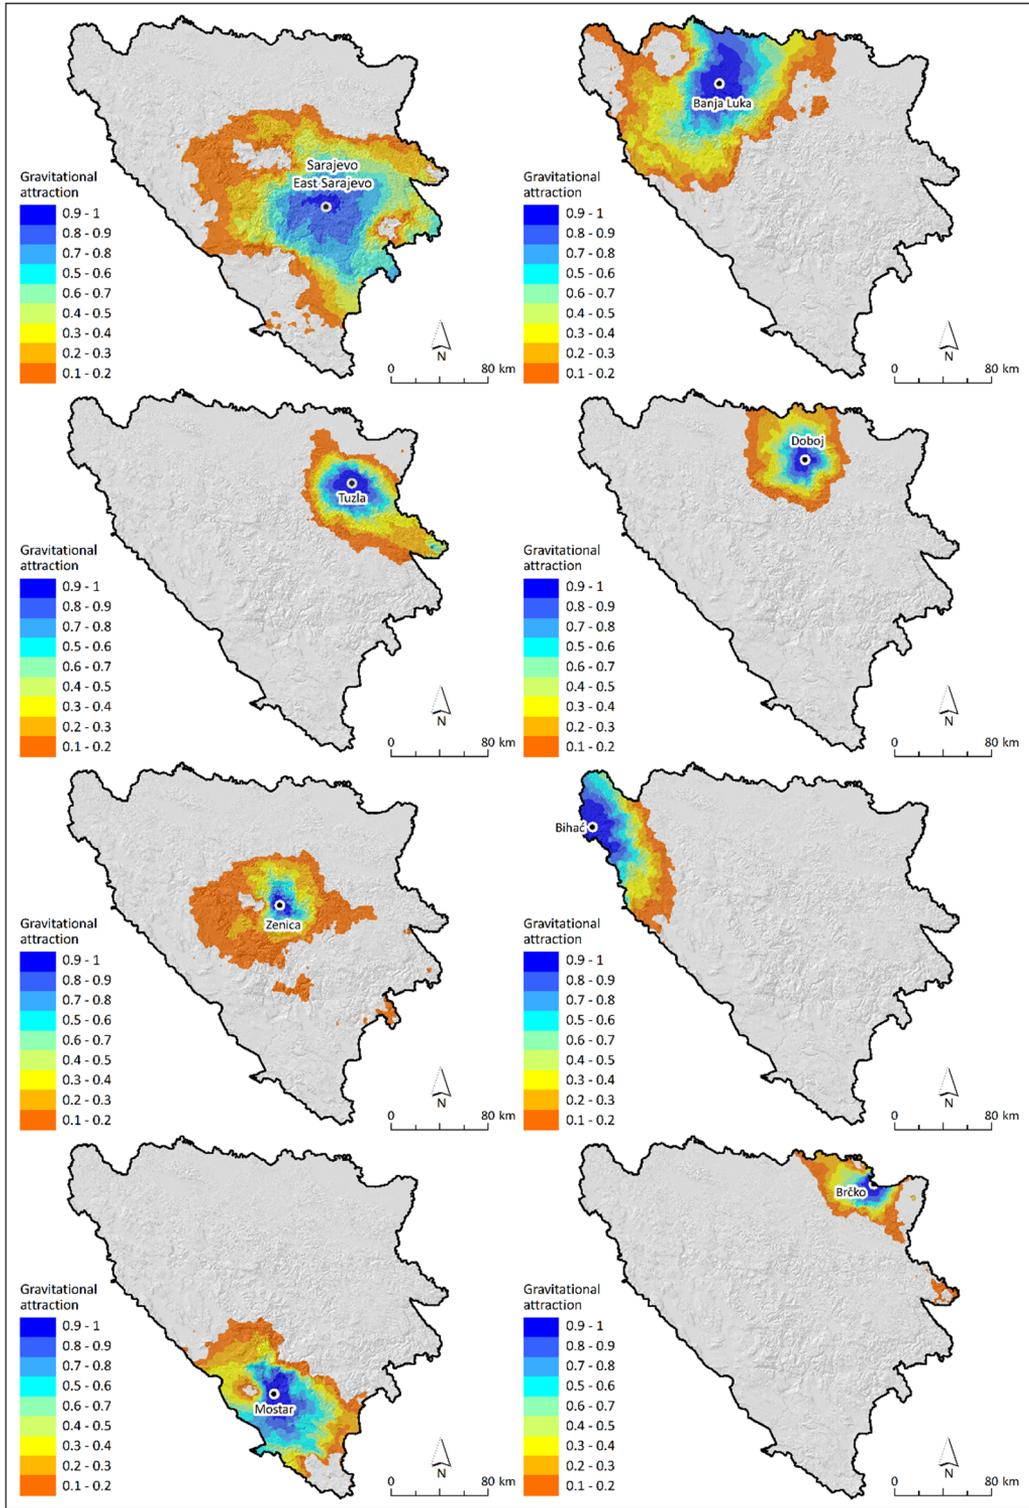 Sarajevo
East Sarajevo
Gravitational
attraction
0.9 - 1
0.8 - 0.9
0.7 - 0.8
0.5 - 0.6
0.6 - 0.7
0.4 - 0.5
0.3 - 0.4
0.2 - 0.3
0.1 - 0.2
N
0 80 km
Banja Luka
Gravitational
attraction
0.9 - 1
0.8 - 0.9
0.7 - 0.8
0.5 - 0.6
0.6 - 0.7
0.4 - 0.5
0.3 - 0.4
0.2 - 0.3
0.1 - 0.2
N
0 80 km
Tuzla
Gravitational
attraction
0.9 - 1
0.8 - 0.9
0.7 - 0.8
0.5 - 0.6
0.6 - 0.7
0.4 - 0.5
0.3 - 0.4
0.2 - 0.3
0.1 - 0.2
N
0 80 km
Doboj
Gravitational
attraction
0.9 - 1
0.8 - 0.9
0.7 - 0.8
0.5 - 0.6
0.6 - 0.7
0.4 - 0.5
0.3 - 0.4
0.2 - 0.3
0.1 - 0.2
N
0 80 km
Zenica
Gravitational
attraction
0.9 - 1
0.8 - 0.9
0.7 - 0.8
0.5 - 0.6
0.6 - 0.7
0.4 - 0.5
0.3 - 0.4
0.2 - 0.3
0.1 - 0.2
N
0 80 km
Bihać
Gravitational
attraction
0.9 - 1
0.8 - 0.9
0.7 - 0.8
0.5 - 0.6
0.6 - 0.7
0.4 - 0.5
0.3 - 0.4
0.2 - 0.3
0.1 - 0.2
N
0 80 km
Mostar
Gravitational
attraction
0.9 - 1
0.8 - 0.9
0.7 - 0.8
0.5 - 0.6
0.6 - 0.7
0.4 - 0.5
0.3 - 0.4
0.2 - 0.3
0.1 - 0.2
N
0 80 km
Brčko
Gravitational
attraction
0.9 - 1
0.8 - 0.9
0.7 - 0.8
0.5 - 0.6
0.6 - 0.7
0.4 - 0.5
0.3 - 0.4
0.2 - 0.3
0.1 - 0.2
N
0 80 km